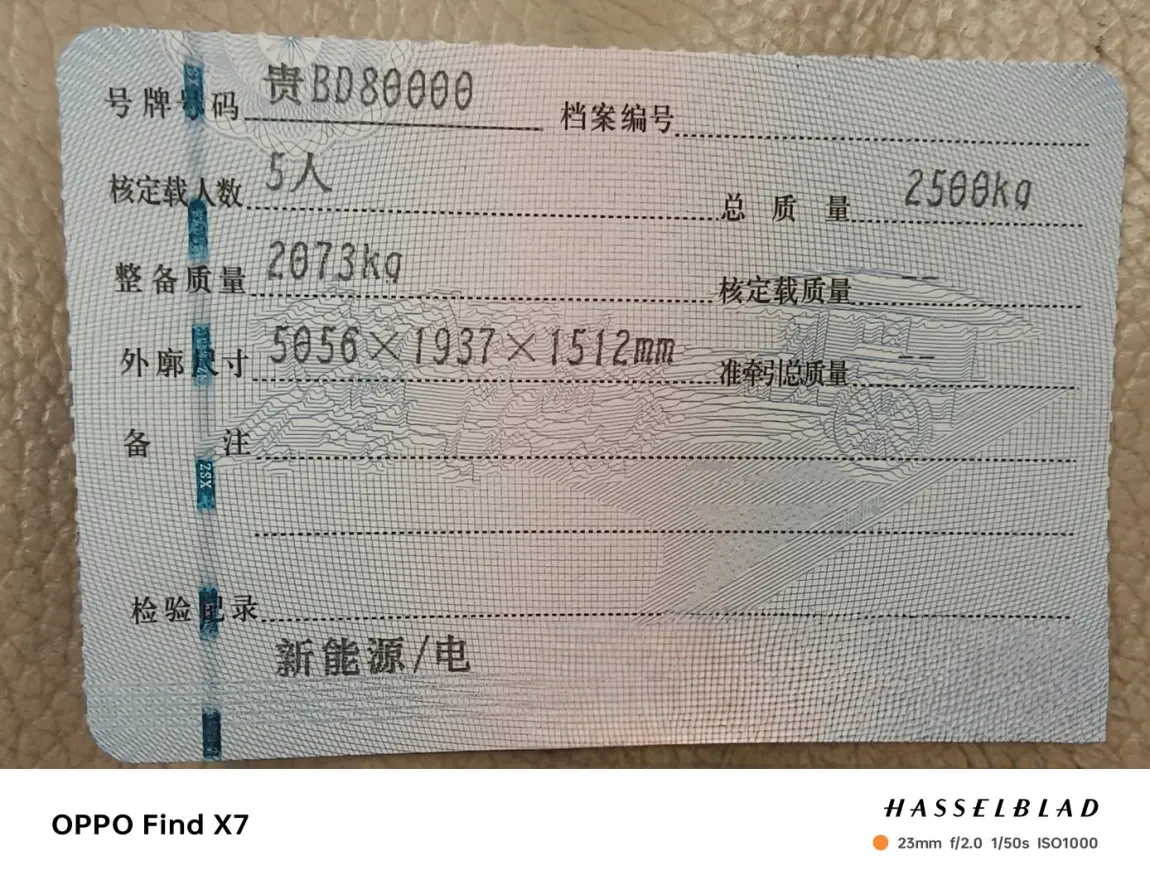 号牌号码 贵BD80000 档案编号
核定载人数 5人 总质量 2500kg
整备质量 2073kg 核定载质量 --
外廓尺寸 5056×1937×1512mm 准牵引总质量 --
备注
ZSX
检验记录
新能源/电
OPPO Find X7
HASSELBLAD
23mm f/2.0 1/50s ISO1000